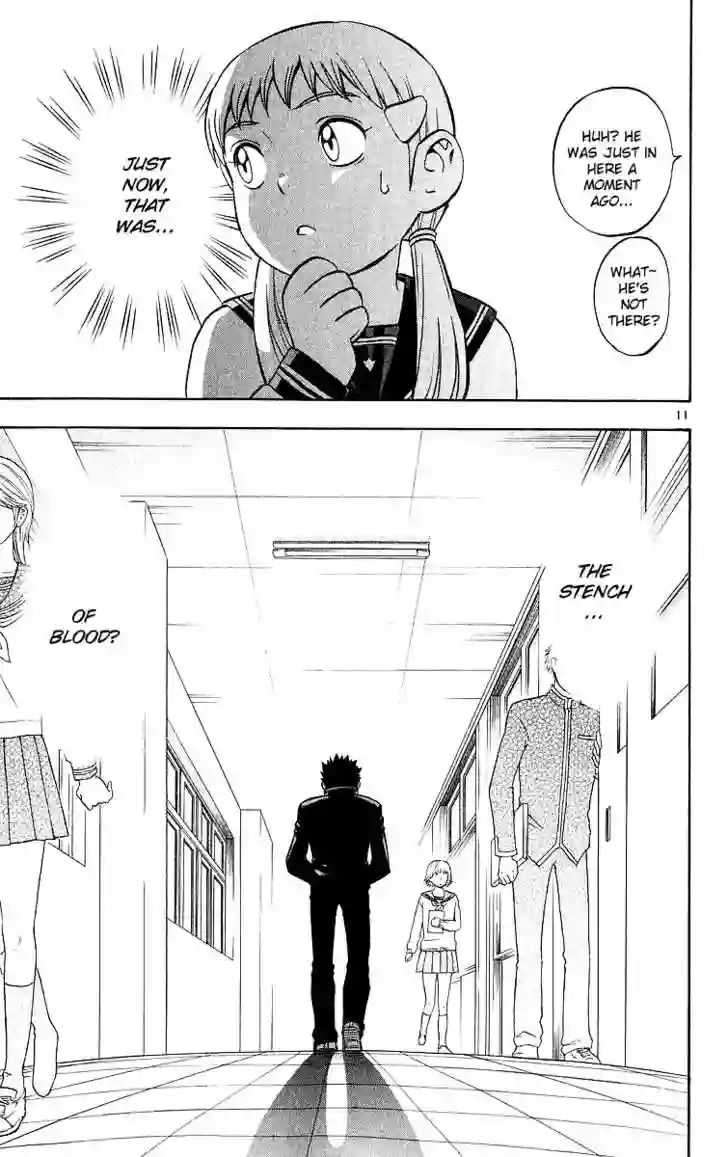 HUH? HE
WAS JUST IN
HERE A
MOMENT
AGO...
WHAT~
HE'S
NOT
THERE?
JUST
NOW,
THAT
WAS...
11
THE
STENCH
...
OF
BLOOD?